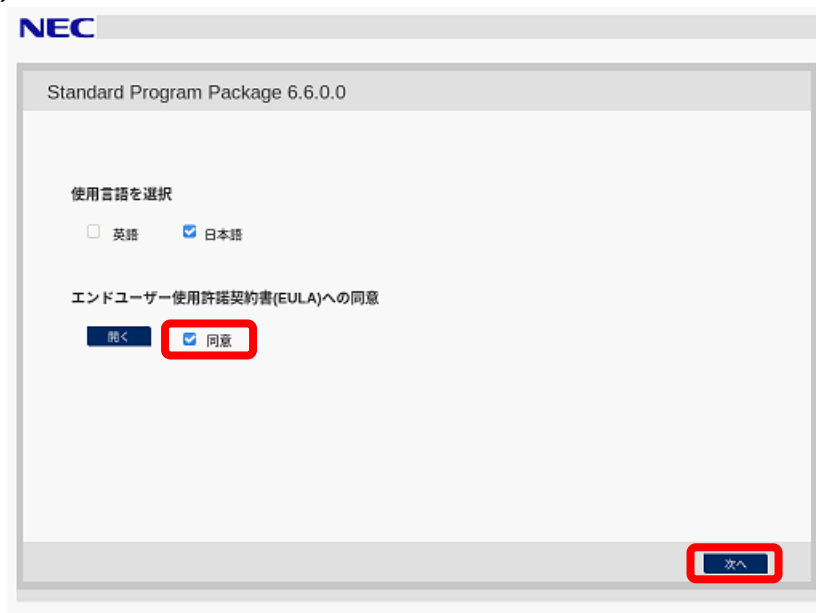 NEC
Standard Program Package 6.6.0.0
使用言語を選択
英語 日本語
エンドユーザー使用許諾契約書(EULA)への同意
開く 同意
次へ